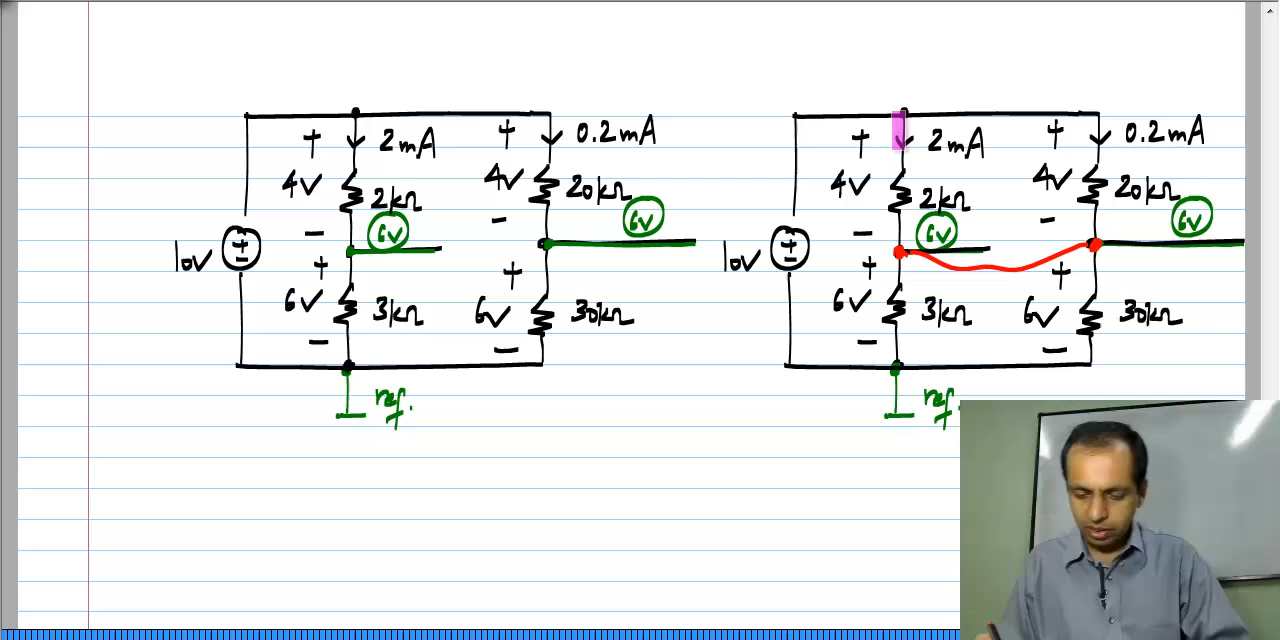 + 2mA + 0.2mA
4V 2kΩ 4V 20kΩ
− 6V − 6V
10V
+ +
6V 3kΩ 6V 30kΩ
− −
ref.
+ 2mA + 0.2mA
4V 2kΩ 4V 20kΩ
− 6V − 6V
10V
+ +
6V 3kΩ 6V 30kΩ
− −
ref.